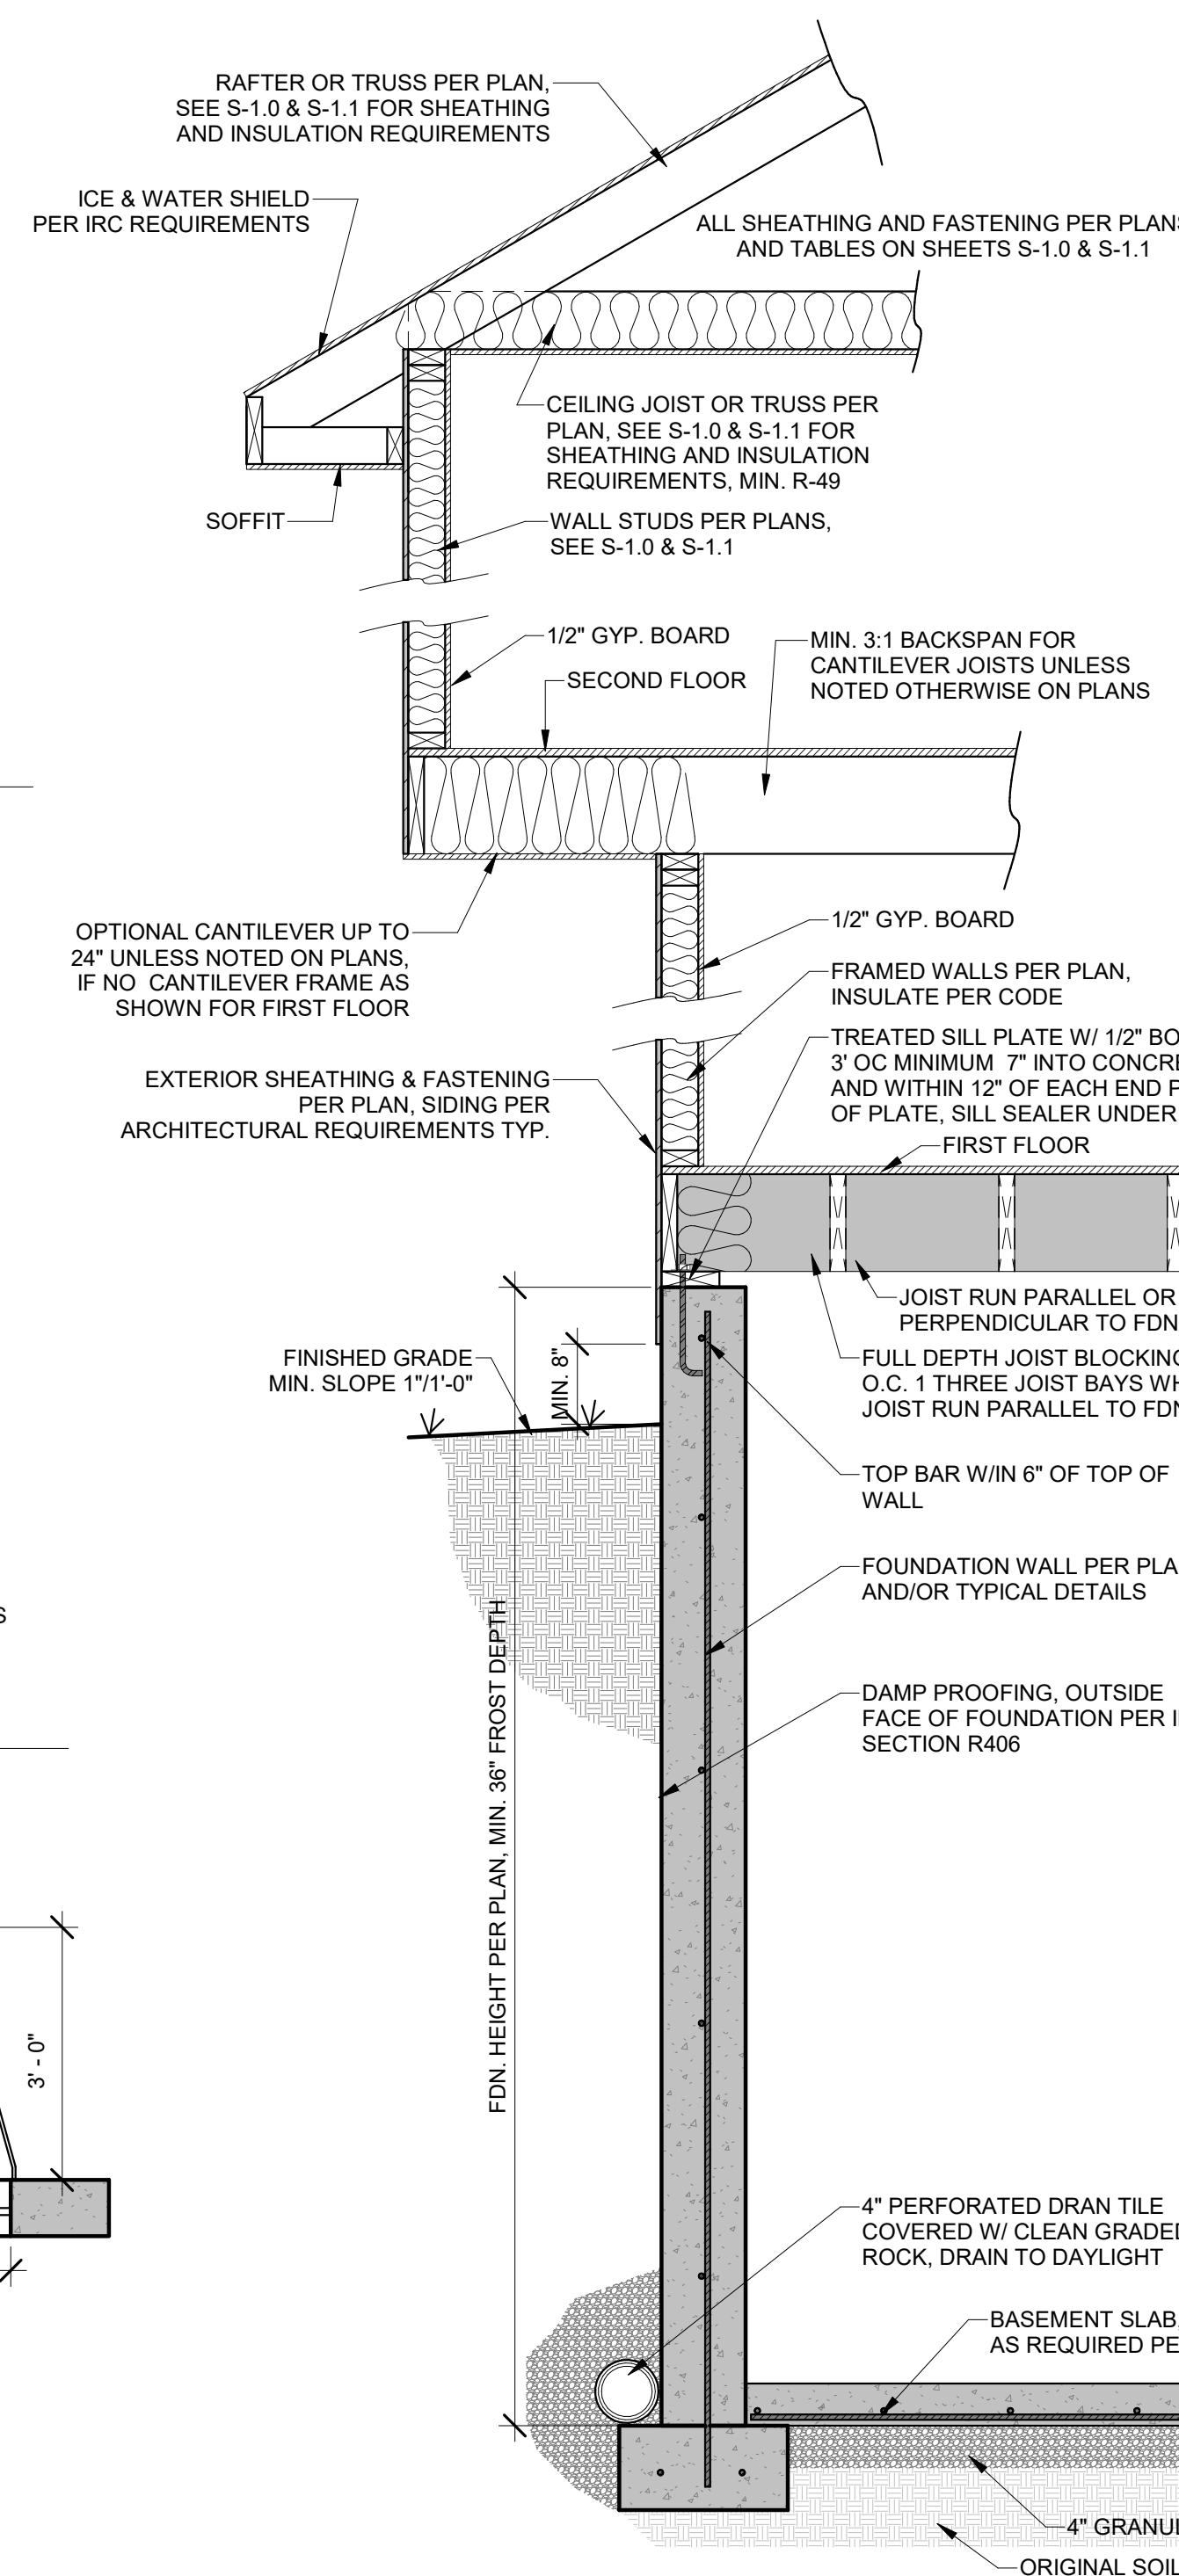 RAFTER OR TRUSS PER PLAN,
SEE S-1.0 & S-1.1 FOR SHEATHING
AND INSULATION REQUIREMENTS
ICE & WATER SHIELD
PER IRC REQUIREMENTS
ALL SHEATHING AND FASTENING PER PLANS
AND TABLES ON SHEETS S-1.0 & S-1.1
CEILING JOIST OR TRUSS PER
PLAN, SEE S-1.0 & S-1.1 FOR
SHEATHING AND INSULATION
REQUIREMENTS, MIN. R-49
SOFFIT
WALL STUDS PER PLANS,
SEE S-1.0 & S-1.1
1/2" GYP. BOARD
SECOND FLOOR
MIN. 3:1 BACKSPAN FOR
CANTILEVER JOISTS UNLESS
NOTED OTHERWISE ON PLANS
OPTIONAL CANTILEVER UP TO
24" UNLESS NOTED ON PLANS,
IF NO CANTILEVER FRAME AS
SHOWN FOR FIRST FLOOR
1/2" GYP. BOARD
FRAMED WALLS PER PLAN,
INSULATE PER CODE
TREATED SILL PLATE W/ 1/2" BO
3' OC MINIMUM 7" INTO CONCRE
AND WITHIN 12" OF EACH END P
OF PLATE, SILL SEALER UNDER
EXTERIOR SHEATHING & FASTENING
PER PLAN, SIDING PER
ARCHITECTURAL REQUIREMENTS TYP.
FIRST FLOOR
JOIST RUN PARALLEL OR
PERPENDICULAR TO FDN
FINISHED GRADE
MIN. SLOPE 1"/1'-0"
MIN. 8"
FULL DEPTH JOIST BLOCKING
O.C. 1 THREE JOIST BAYS WH
JOIST RUN PARALLEL TO FDN
TOP BAR W/IN 6" OF TOP OF
WALL
FOUNDATION WALL PER PLA
AND/OR TYPICAL DETAILS
S
FDN. HEIGHT PER PLAN, MIN. 36" FROST DEPTH
DAMP PROOFING, OUTSIDE
FACE OF FOUNDATION PER I
SECTION R406
3' - 0"
4" PERFORATED DRAN TILE
COVERED W/ CLEAN GRADED
ROCK, DRAIN TO DAYLIGHT
BASEMENT SLAB,
AS REQUIRED PE
4" GRANUL
ORIGINAL SOIL